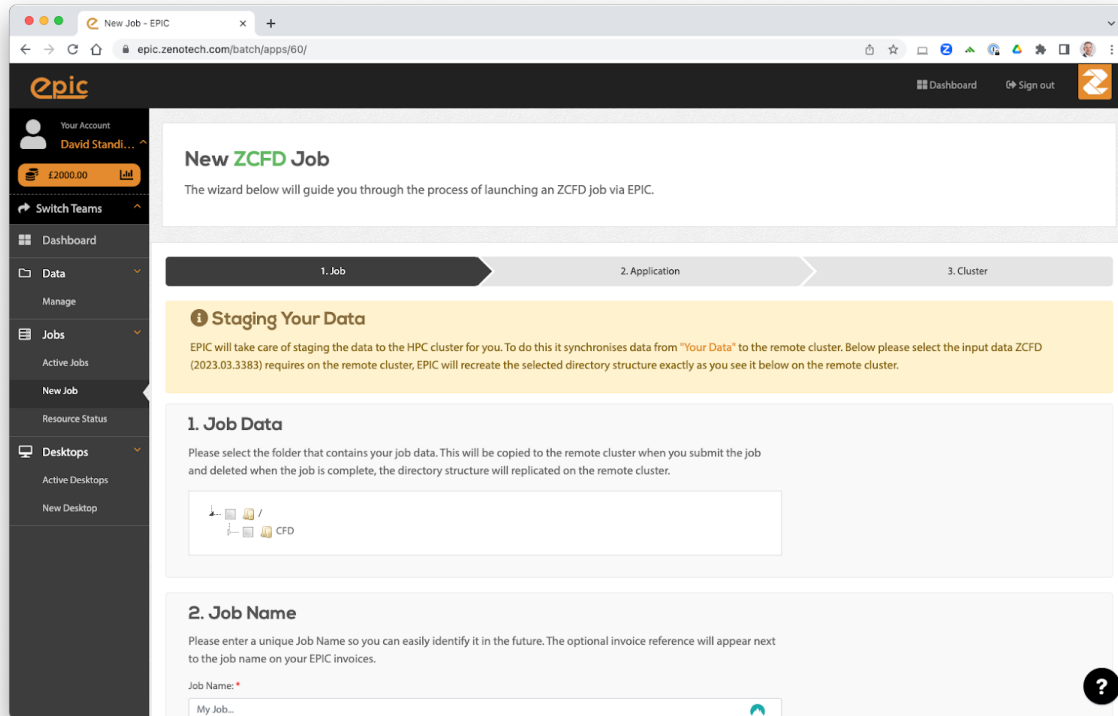 New Job - EPIC
epic.zenotech.com/batch/apps/60/
epic
Dashboard
Sign out
Your Account
David Standi...
£2000.00
Switch Teams
Dashboard
Data
Manage
Jobs
Active Jobs
New Job
Resource Status
Desktops
Active Desktops
New Desktop
New ZCFD Job
The wizard below will guide you through the process of launching an ZCFD job via EPIC.
1. Job
2. Application
3. Cluster
Staging Your Data
EPIC will take care of staging the data to the HPC cluster for you. To do this it synchronises data from "Your Data" to the remote cluster. Below please select the input data ZCFD
(2023.03.3383) requires on the remote cluster, EPIC will recreate the selected directory structure exactly as you see it below on the remote cluster.
1. Job Data
Please select the folder that contains your job data. This will be copied to the remote cluster when you submit the job
and deleted when the job is complete, the directory structure will replicated on the remote cluster.
/
CFD
2. Job Name
Please enter a unique Job Name so you can easily identify it in the future. The optional invoice reference will appear next
to the job name on your EPIC invoices.
Job Name: *
My Job...
?